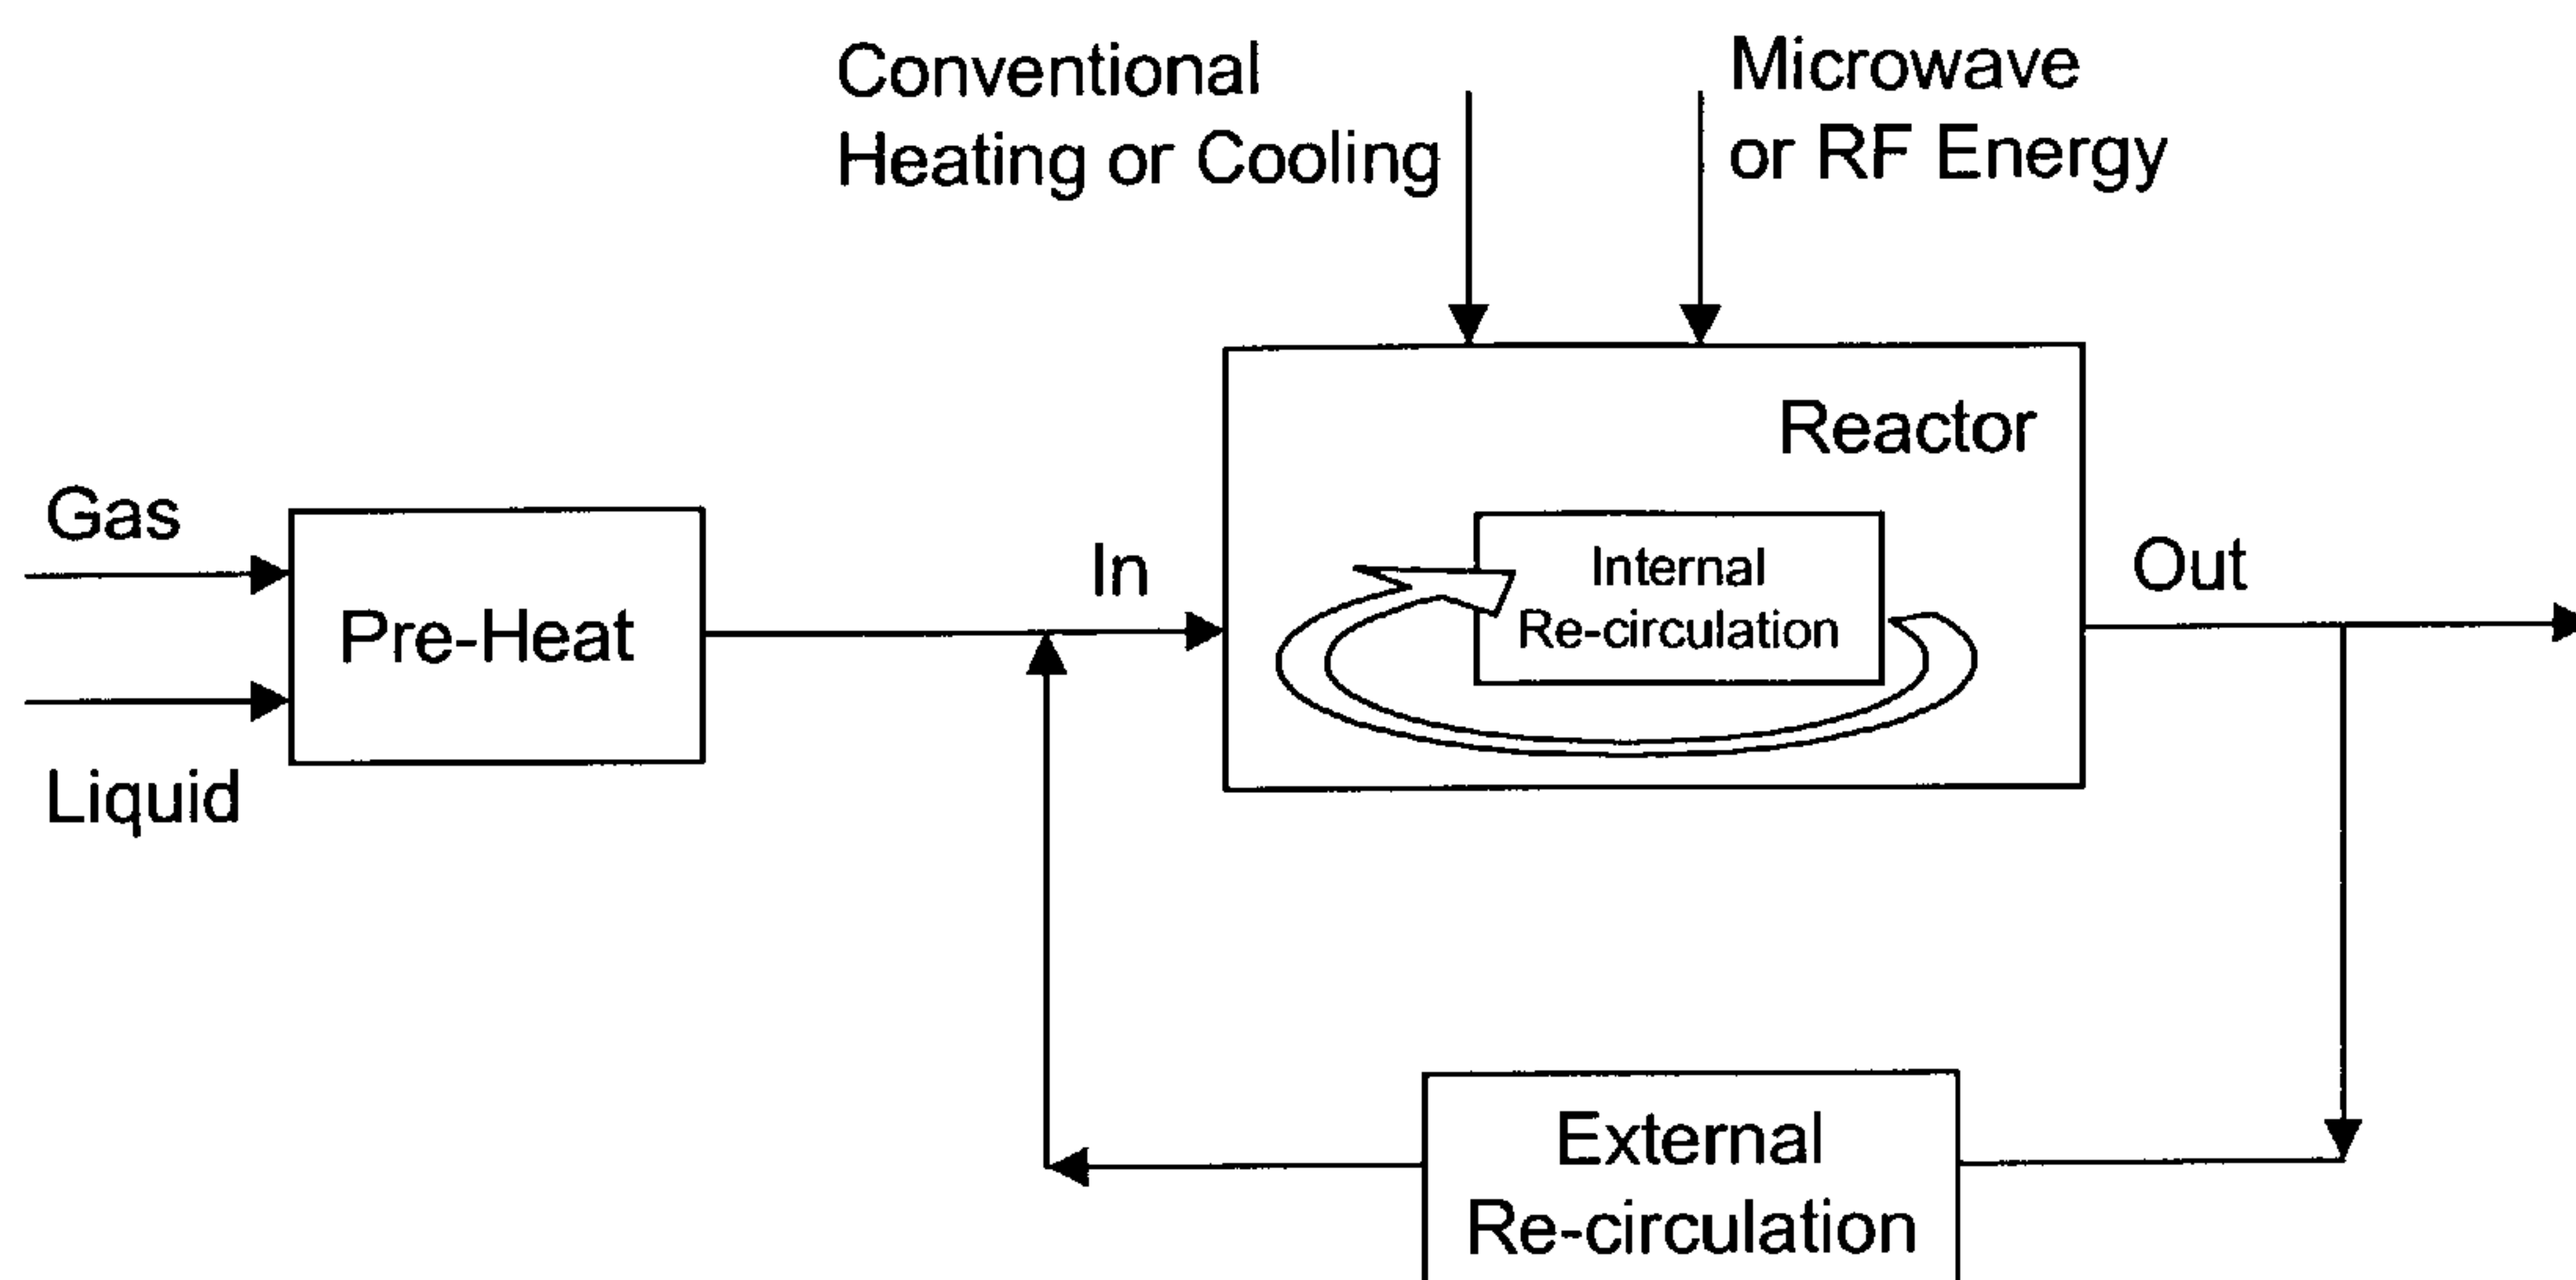 Conventional
Heating or Cooling
Microwave
or RF Energy
Reactor
Gas
Pre-Heat
Liquid
In
Internal
Re-circulation
Out
External
Re-circulation